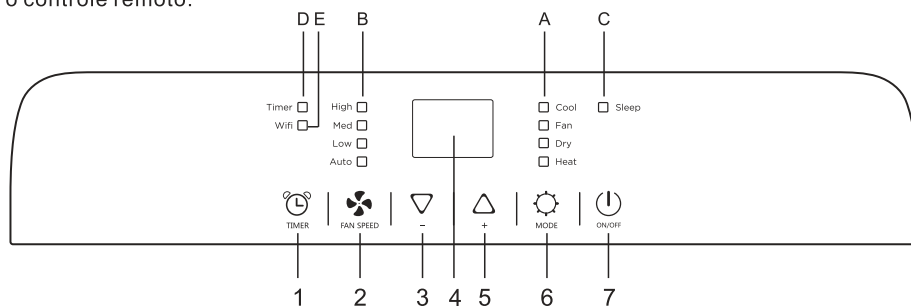 o controle remoto.
D E B A C
Timer High Cool Sleep
Wifi Med Fan
Low Dry
Auto Heat
TIMER FAN SPEED - + MODE ON/OFF
1 2 3 4 5 6 7